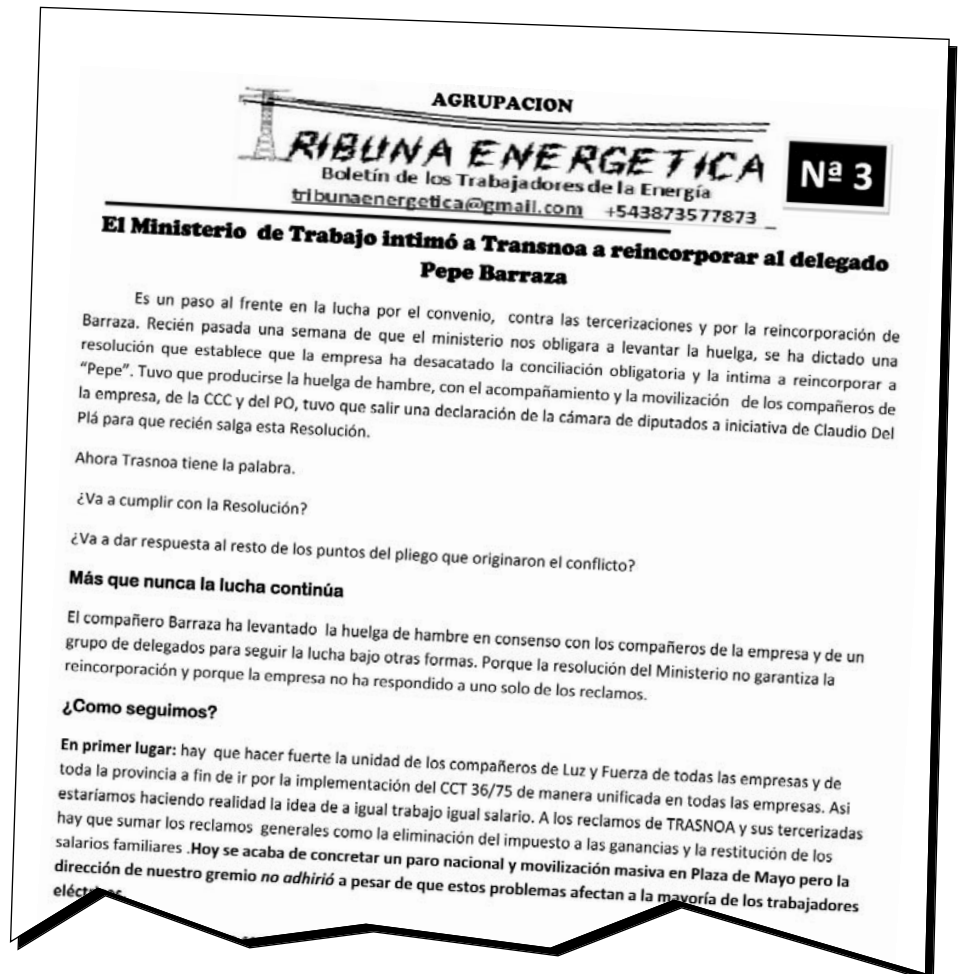 AGRUPACION
TRIBUNA ENERGETICA
Boletín de los Trabajadores de la Energía
tribunaenergetica@gmail.com +543873577873 _
Nª 3
El Ministerio de Trabajo intimó a Transnoa a reincorporar al delegado
Pepe Barraza
Es un paso al frente en la lucha por el convenio, contra las tercerizaciones y por la reincorporación de
Barraza. Recién pasada una semana de que el ministerio nos obligara a levantar la huelga, se ha dictado una
resolución que establece que la empresa ha desacatado la conciliación obligatoria y la intima a reincorporar a
“Pepe”. Tuvo que producirse la huelga de hambre, con el acompañamiento y la movilización de los compañeros de
la empresa, de la CCC y del PO, tuvo que salir una declaración de la cámara de diputados a iniciativa de Claudio Del
Plá para que recién salga esta Resolución.
Ahora Trasnoa tiene la palabra.
¿Va a cumplir con la Resolución?
¿Va a dar respuesta al resto de los puntos del pliego que originaron el conflicto?
Más que nunca la lucha continúa
El compañero Barraza ha levantado la huelga de hambre en consenso con los compañeros de la empresa y de un
grupo de delegados para seguir la lucha bajo otras formas. Porque la resolución del Ministerio no garantiza la
reincorporación y porque la empresa no ha respondido a uno solo de los reclamos.
¿Como seguimos?
En primer lugar: hay que hacer fuerte la unidad de los compañeros de Luz y Fuerza de todas las empresas y de
toda la provincia a fin de ir por la implementación del CCT 36/75 de manera unificada en todas las empresas. Asi
estaríamos haciendo realidad la idea de a igual trabajo igual salario. A los reclamos de TRASNOA y sus tercerizadas
hay que sumar los reclamos generales como la eliminación del impuesto a las ganancias y la restitución de los
salarios familiares .Hoy se acaba de concretar un paro nacional y movilización masiva en Plaza de Mayo pero la
dirección de nuestro gremio no adhirió a pesar de que estos problemas afectan a la mayoría de los trabajadores